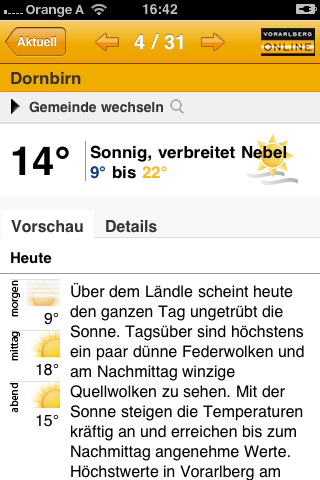 Orange A 16:42
Aktuell
4 / 31
VORARLBERG
ONLINE
Dornbirn
Gemeinde wechseln
14°
Sonnig, verbreitet Nebel
9° bis 22°
Vorschau Details
Heute
morgen
9°
mittag
18°
abend
15°
Über dem Ländle scheint heute
den ganzen Tag ungetrübt die
Sonne. Tagsüber sind höchstens
ein paar dünne Federwolken und
am Nachmittag winzige
Quellwolken zu sehen. Mit der
Sonne steigen die Temperaturen
kräftig an und erreichen bis zum
Nachmittag angenehme Werte.
Höchstwerte in Vorarlberg am